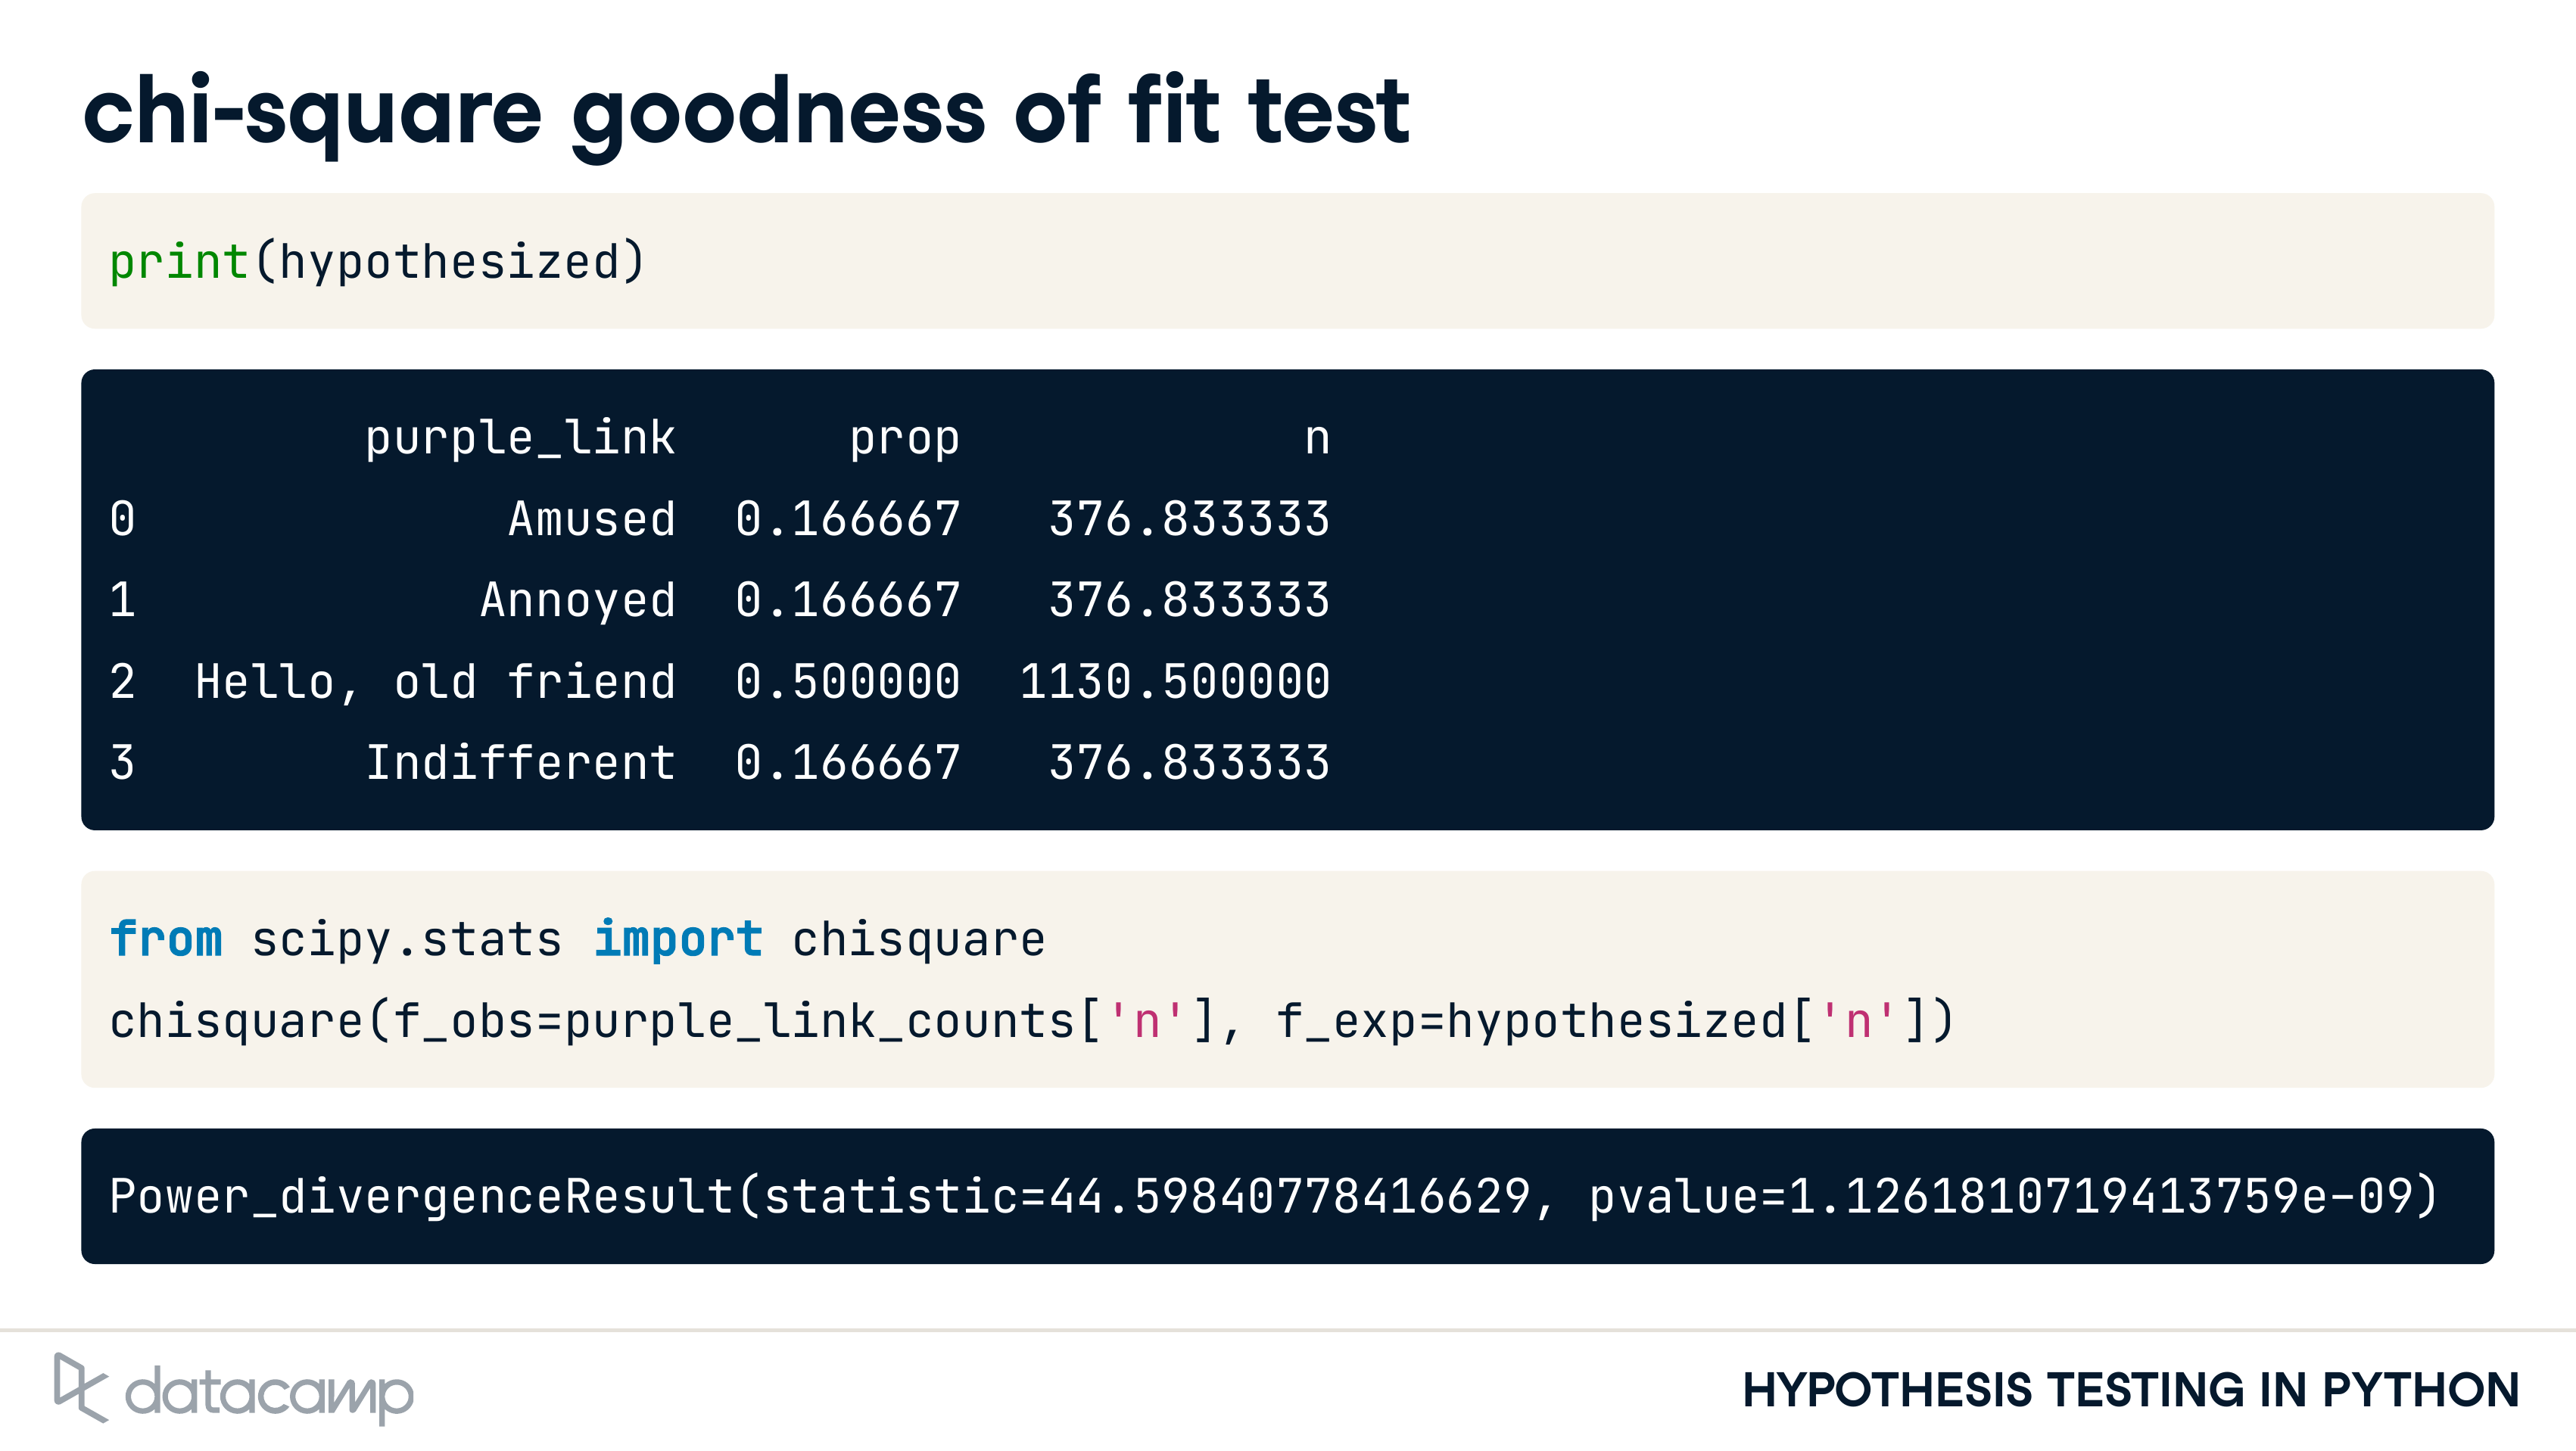 chi-square goodness of fit test
print(hypothesized)
purple_link prop n
0 Amused 0.166667 376.833333
1 Annoyed 0.166667 376.833333
2 Hello, old friend 0.500000 1130.500000
3 Indifferent 0.166667 376.833333
from scipy.stats import chisquare
chisquare(f_obs=purple_link_counts['n'], f_exp=hypothesized['n'])
Power_divergenceResult(statistic=44.59840778416629, pvalue=1.1261810719413759e-09)
datacamp
HYPOTHESIS TESTING IN PYTHON